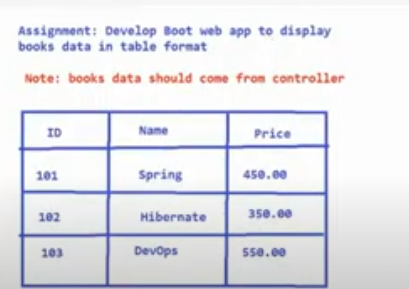 Assignment: Develop Boot web app to display
books data in table format
Note: books data should come from controller
ID Name Price
101 Spring 450.00
102 Hibernate 350.00
103 DevOps 550.00